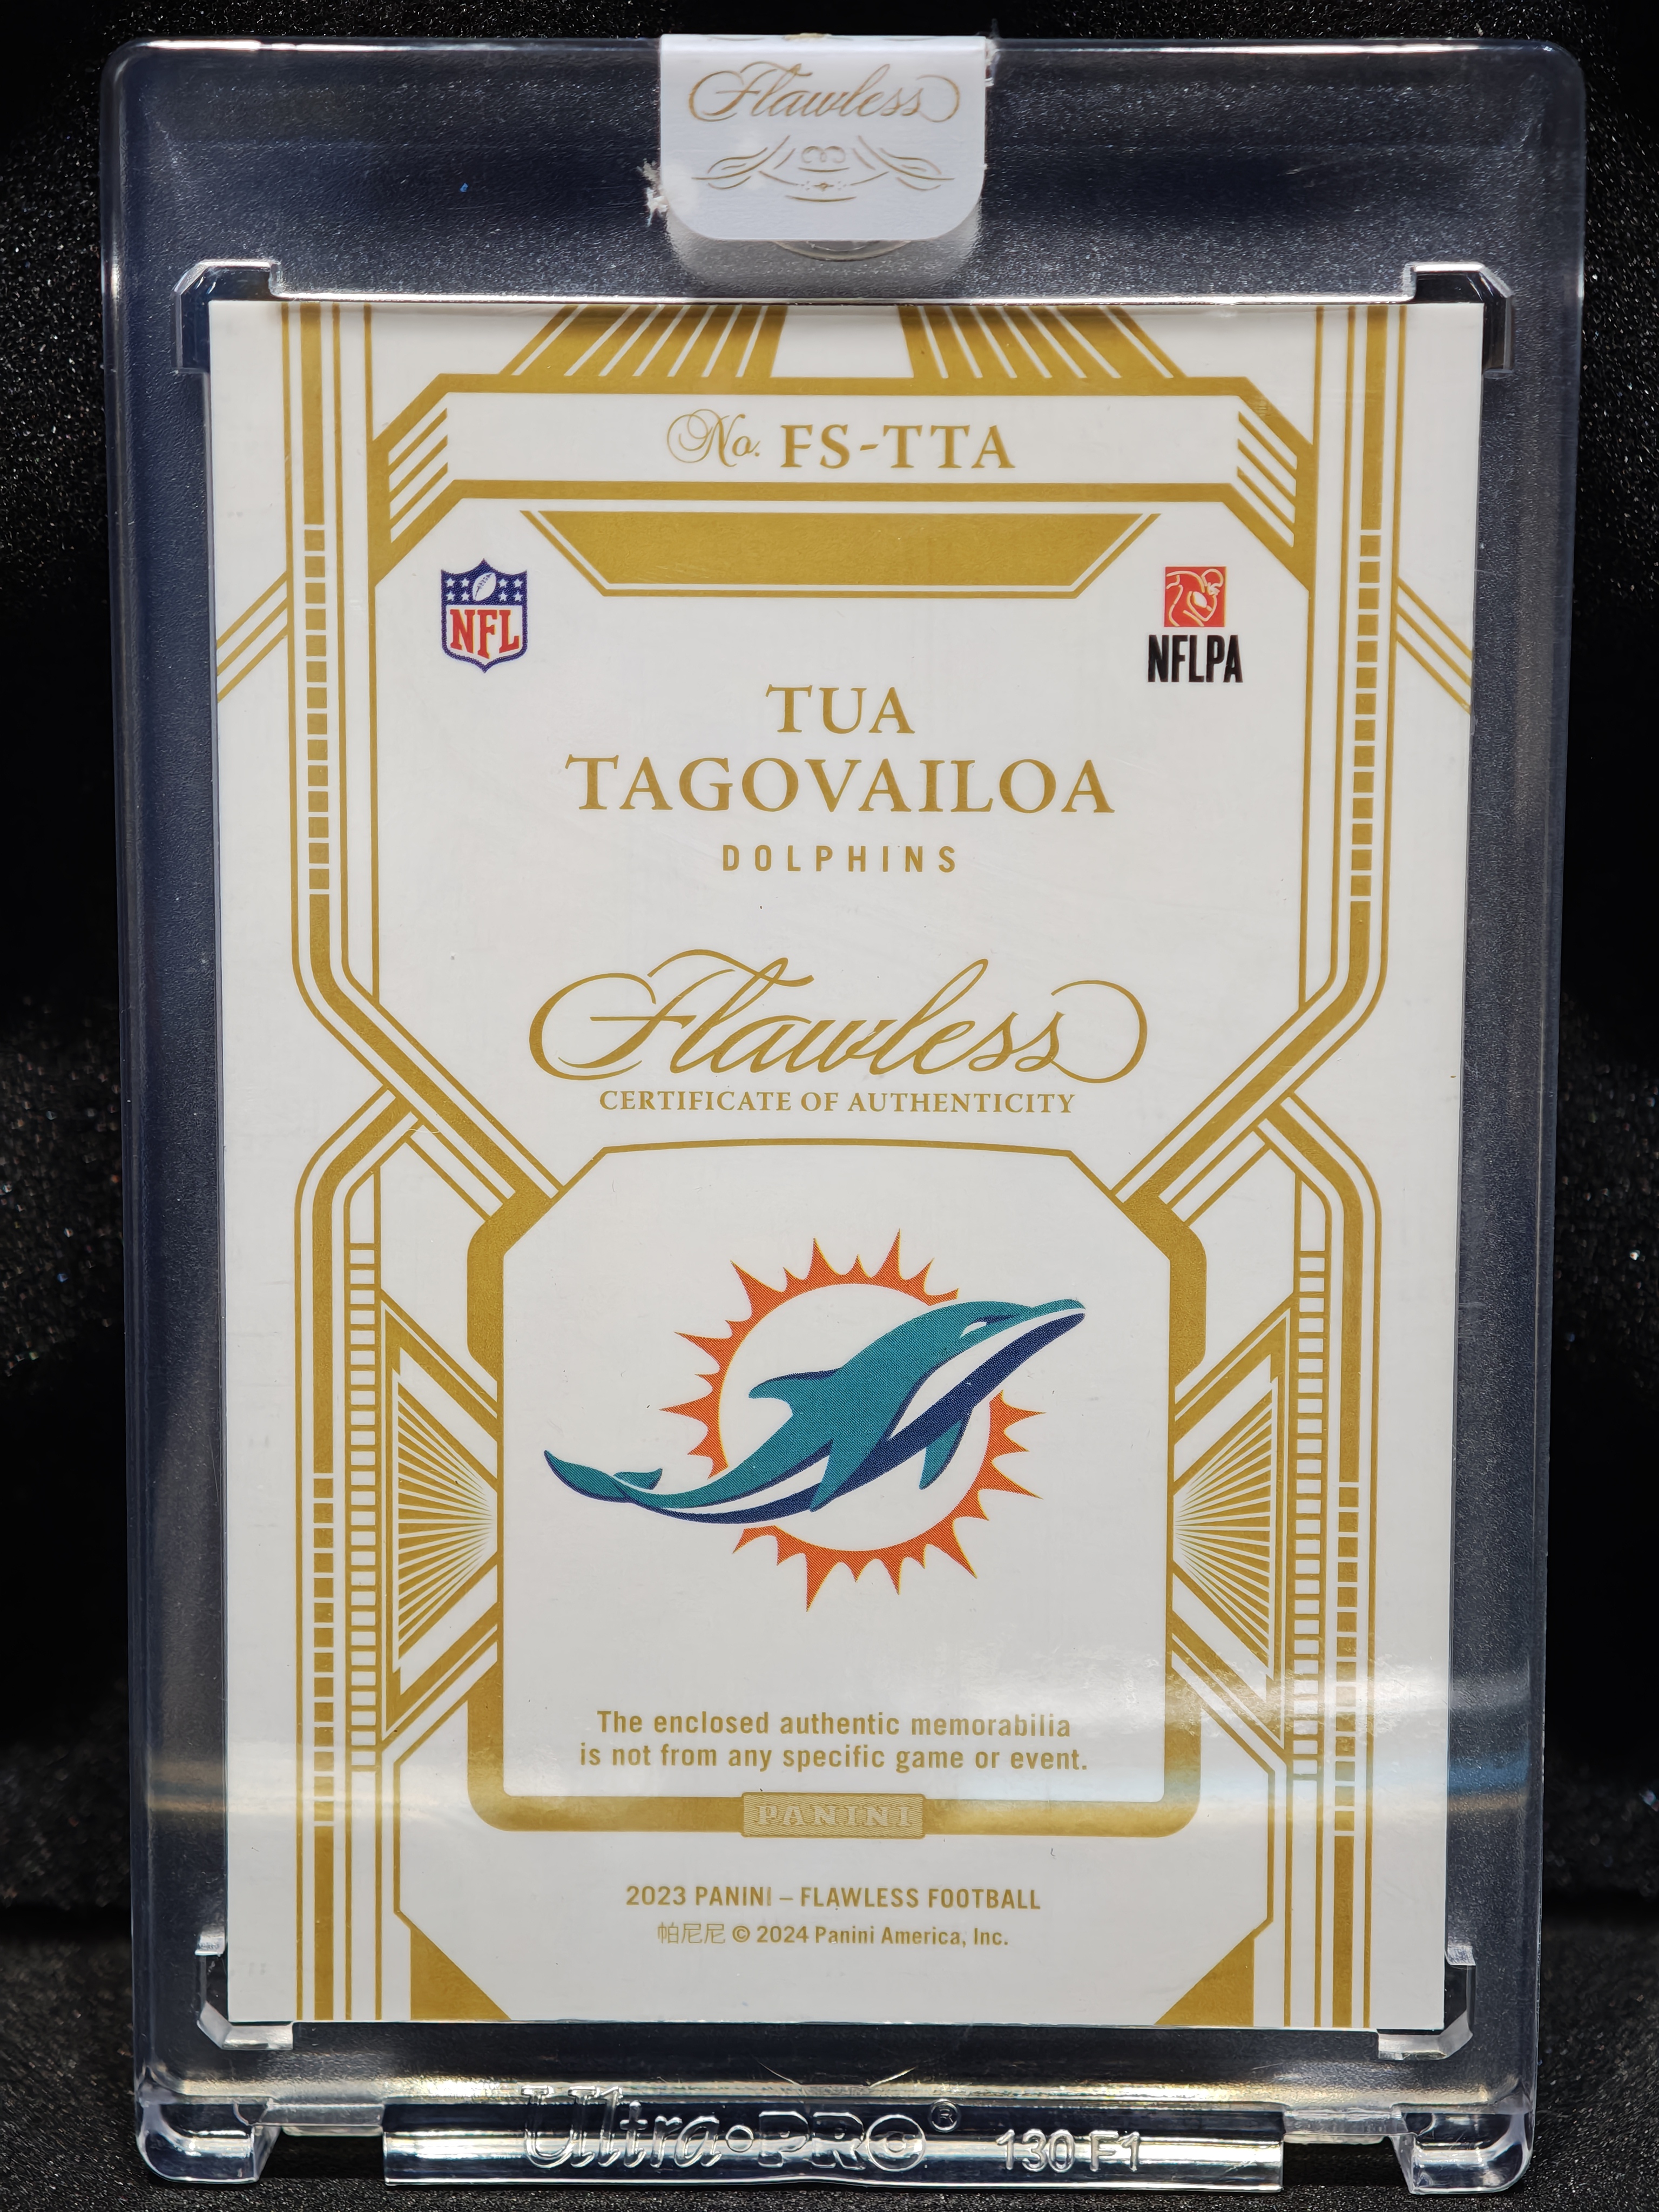 Flawless
No. FS-TTA
NFL
NFLPA
TUA
TAGOVAILOA
DOLPHINS
Flawless
CERTIFICATE OF AUTHENTICITY
The enclosed authentic memorabilia
is not from any specific game or event.
PANINI
2023 PANINI – FLAWLESS FOOTBALL
帕尼尼 © 2024 Panini America, Inc.
Ultra•PRO® 130 F1